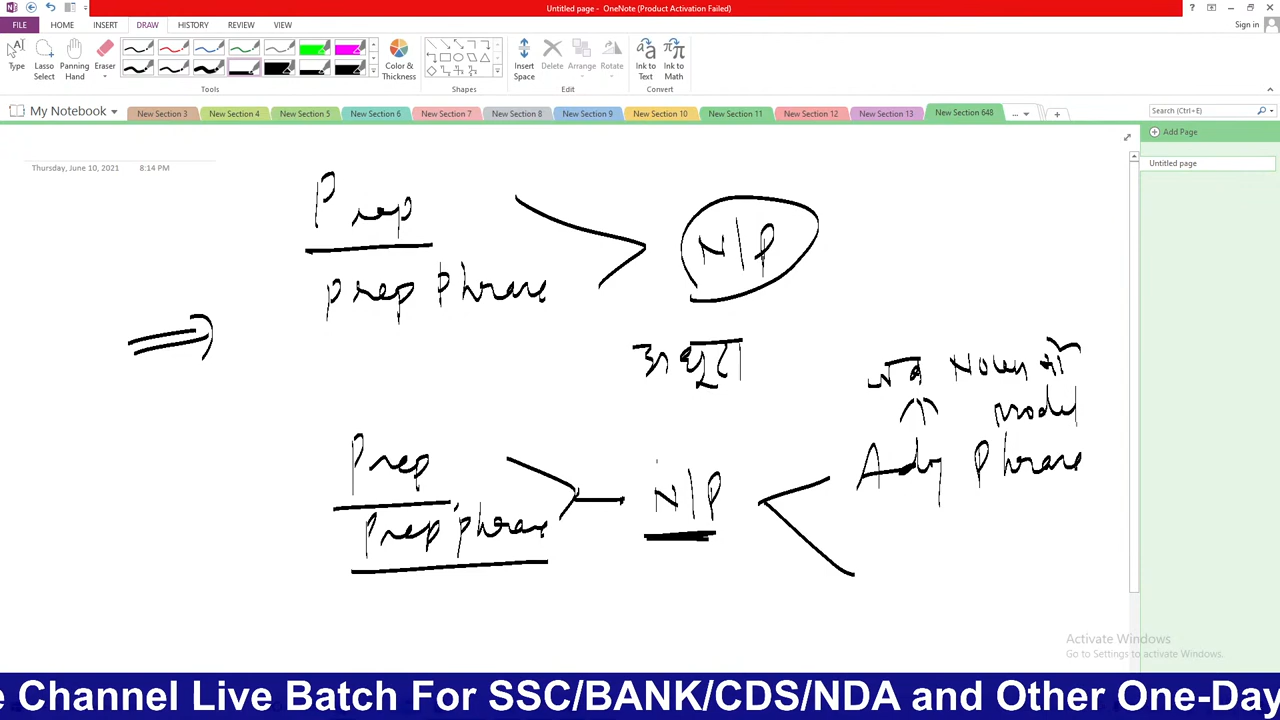 Untitled page - OneNote (Product Activation Failed)
Sign in
FILE HOME INSERT DRAW HISTORY REVIEW VIEW
Type Lasso Select Panning Hand Eraser Color & Thickness Insert Space Delete Arrange Rotate Ink to Text Ink to Math
Tools Shapes Edit Convert
My Notebook New Section 3 New Section 4 New Section 5 New Section 6 New Section 7 New Section 8 New Section 9 New Section 10 New Section 11 New Section 12 New Section 13 New Section 648 ... Search (Ctrl+E)
Add Page
Untitled page
Thursday, June 10, 2021 8:14 PM
Prep N|P
prep Phrase
अधूरा
जब Noun को
modify
Prep Adj Phrase
N|P
Prep phrase
Activate Windows
Go to Settings to activate Windows.
e Channel Live Batch For SSC/BANK/CDS/NDA and Other One-Day